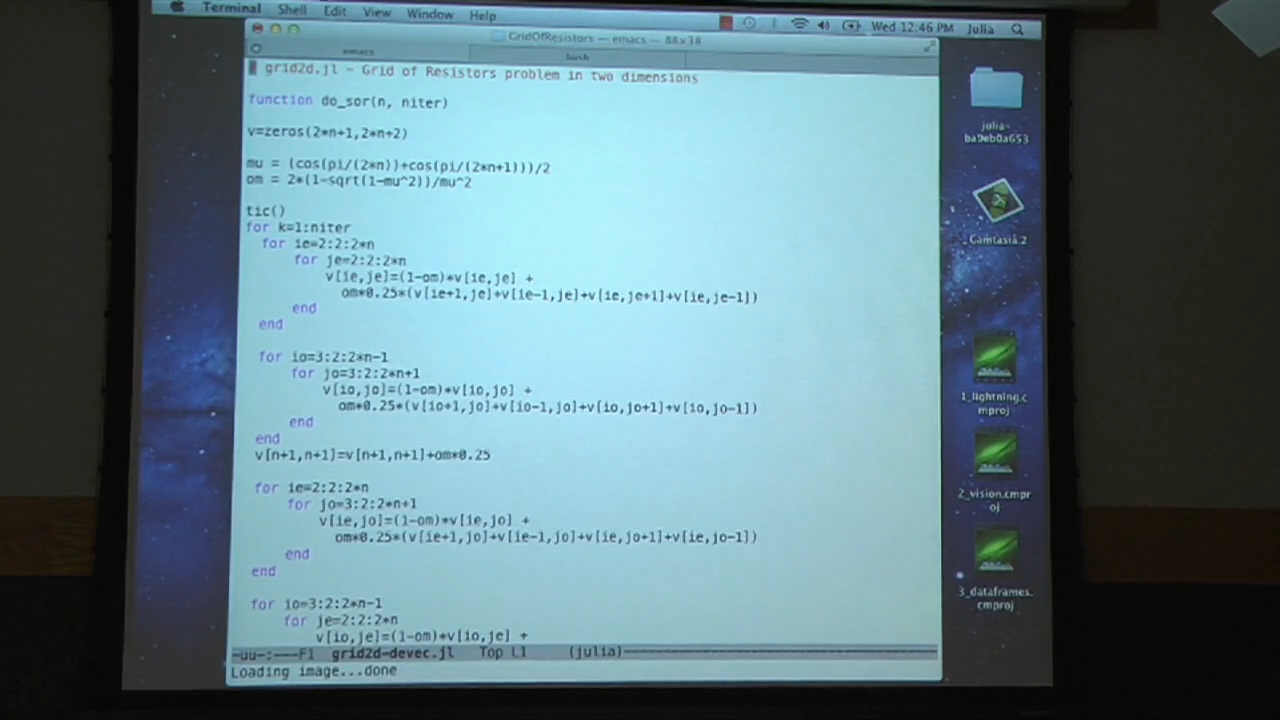 Terminal Shell Edit View Window Help Wed 12:46 PM Julia
GridOfResistors — emacs — 88×38
emacs bash
grid2d.jl - Grid of Resistors problem in two dimensions
function do_sor(n, niter)
v=zeros(2*n+1,2*n+2)
mu = (cos(pi/(2*n))+cos(pi/(2*n+1)))/2
om = 2*(1-sqrt(1-mu^2))/mu^2
tic()
for k=1:niter
for ie=2:2:2*n
for je=2:2:2*n
v[ie,je]=(1-om)*v[ie,je] +
om*0.25*(v[ie+1,je]+v[ie-1,je]+v[ie,je+1]+v[ie,je-1])
end
end
for io=3:2:2*n-1
for jo=3:2:2*n+1
v[io,jo]=(1-om)*v[io,jo] +
om*0.25*(v[io+1,jo]+v[io-1,jo]+v[io,jo+1]+v[io,jo-1])
end
end
v[n+1,n+1]=v[n+1,n+1]+om*0.25
for ie=2:2:2*n
for jo=3:2:2*n+1
v[ie,jo]=(1-om)*v[ie,jo] +
om*0.25*(v[ie+1,jo]+v[ie-1,jo]+v[ie,jo+1]+v[ie,jo-1])
end
end
for io=3:2:2*n-1
for je=2:2:2*n
v[io,je]=(1-om)*v[io,je] +
-uu-:---F1 grid2d-devec.jl Top L1 (julia)
Loading image...done
julia-
ba9eb0a653
Camtasia 2
1_lightning.c
mproj
2_vision.cmpr
oj
3_dataframes.
cmproj